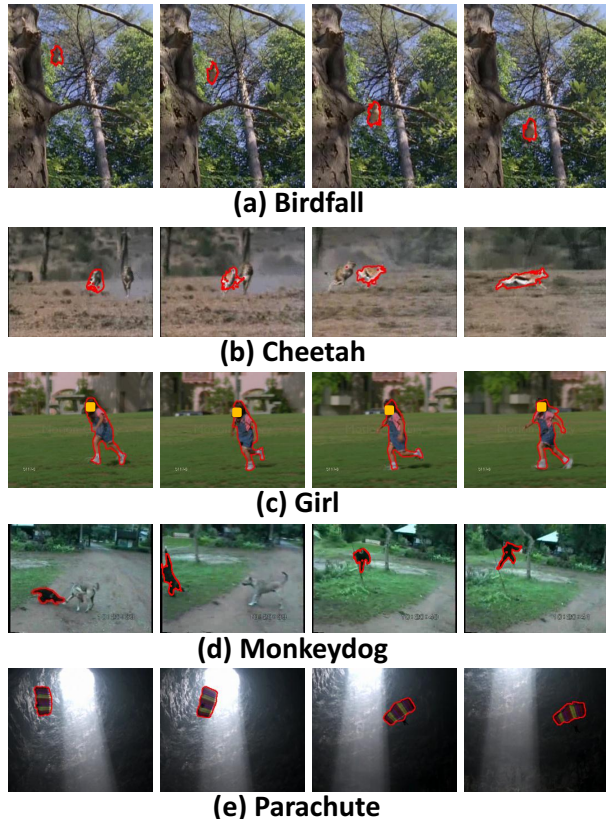 (a) Birdfall
(b) Cheetah
(c) Girl
(d) Monkeydog
(e) Parachute